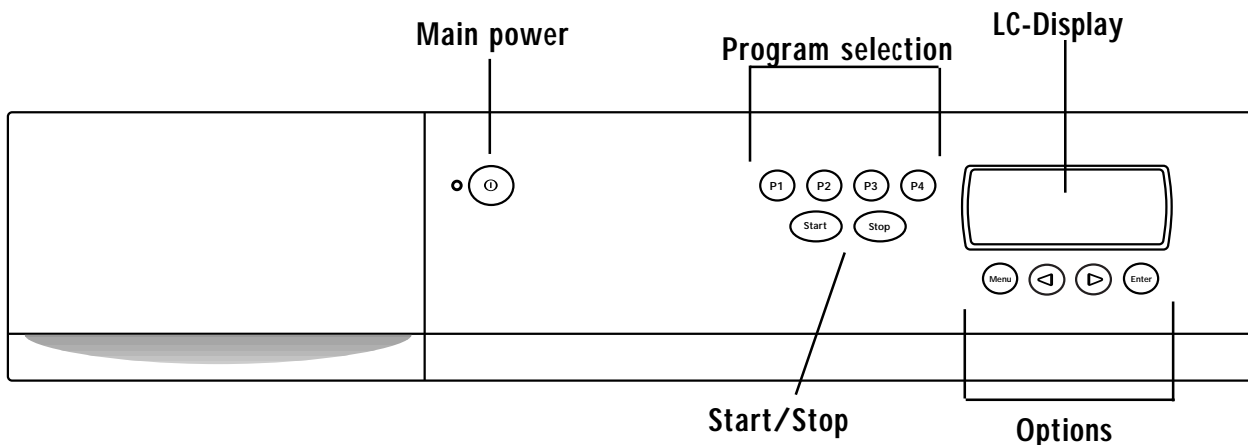 LC-Display
Main power
Program selection
P1 P2 P3 P4
Start Stop
Menu Enter
Start/Stop
Options